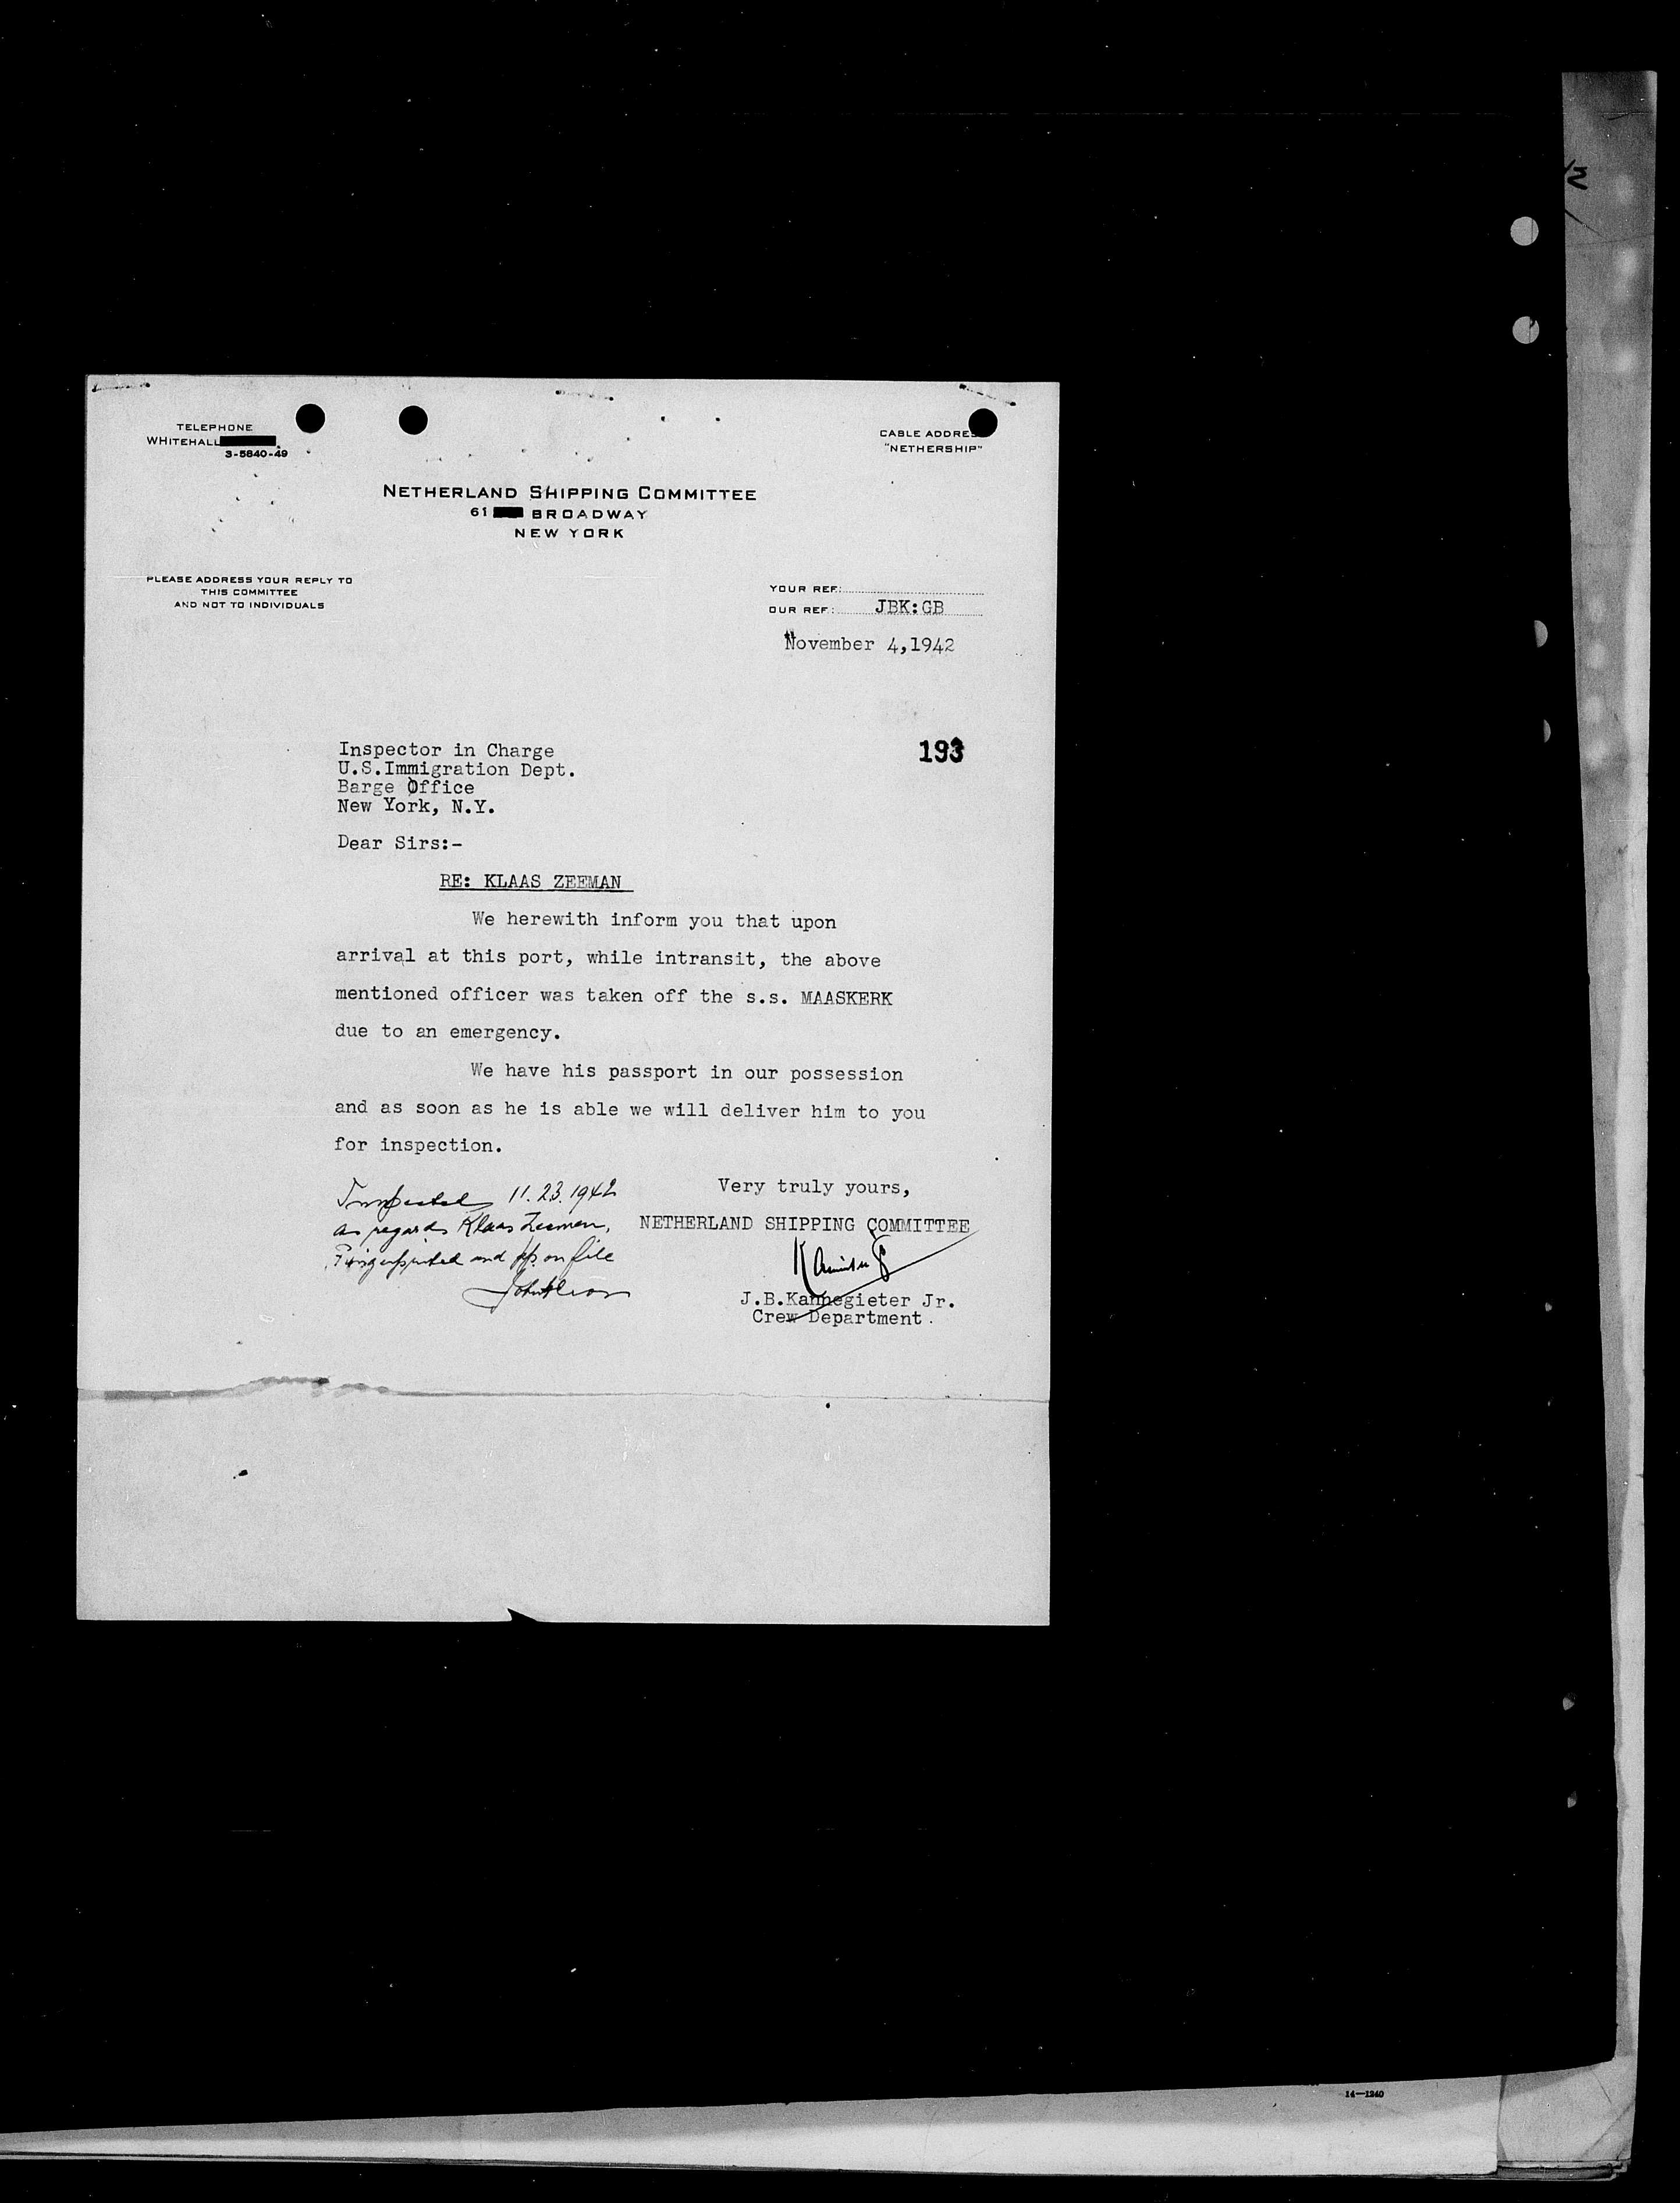 TELEPHONE
WHITEHALL
3-5840-49
CABLE ADDRE
"NETHERSHIP"
NETHERLAND SHIPPING COMMITTEE
61 BROADWAY
NEW YORK
PLEASE ADDRESS YOUR REPLY TO
THIS COMMITTEE
AND NOT TO INDIVIDUALS
YOUR REF:
OUR REF: JBK:GB
November 4,1942
193
Inspector in Charge
U.S.Immigration Dept.
Barge Office
New York, N.Y.
Dear Sirs:-
RE: KLAAS ZEEMAN
We herewith inform you that upon
arrival at this port, while intransit, the above
mentioned officer was taken off the s.s. MAASKERK
due to an emergency.
We have his passport in our possession
and as soon as he is able we will deliver him to you
for inspection.
Very truly yours,
NETHERLAND SHIPPING COMMITTEE
J.B.Kannegieter Jr.
Crew Department.
Inspected 11.23.1942
as regards Klaas Zeeman,
Fingerprinted and fp. on file
14—1240